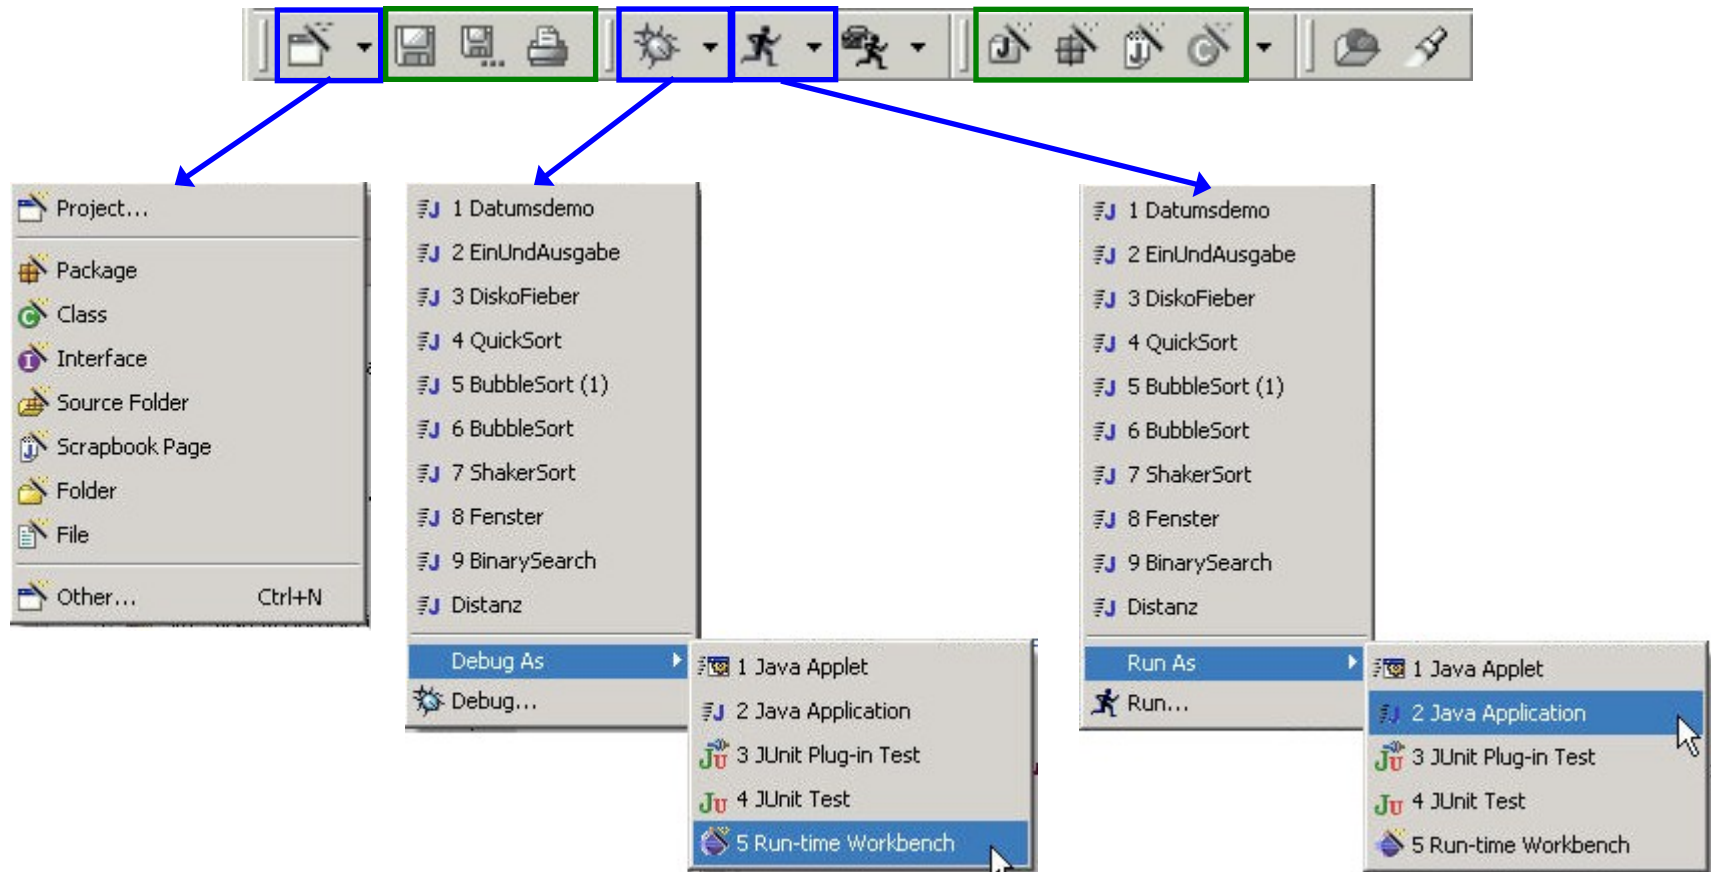 Project...
Package
Class
Interface
Source Folder
Scrapbook Page
Folder
File
Other... Ctrl+N
1 Datumsdemo
2 EinUndAusgabe
3 DiskoFieber
4 QuickSort
5 BubbleSort (1)
6 BubbleSort
7 ShakerSort
8 Fenster
9 BinarySearch
Distanz
Debug As
Debug...
1 Java Applet
2 Java Application
3 JUnit Plug-in Test
4 JUnit Test
5 Run-time Workbench
1 Datumsdemo
2 EinUndAusgabe
3 DiskoFieber
4 QuickSort
5 BubbleSort (1)
6 BubbleSort
7 ShakerSort
8 Fenster
9 BinarySearch
Distanz
Run As
Run...
1 Java Applet
2 Java Application
3 JUnit Plug-in Test
4 JUnit Test
5 Run-time Workbench